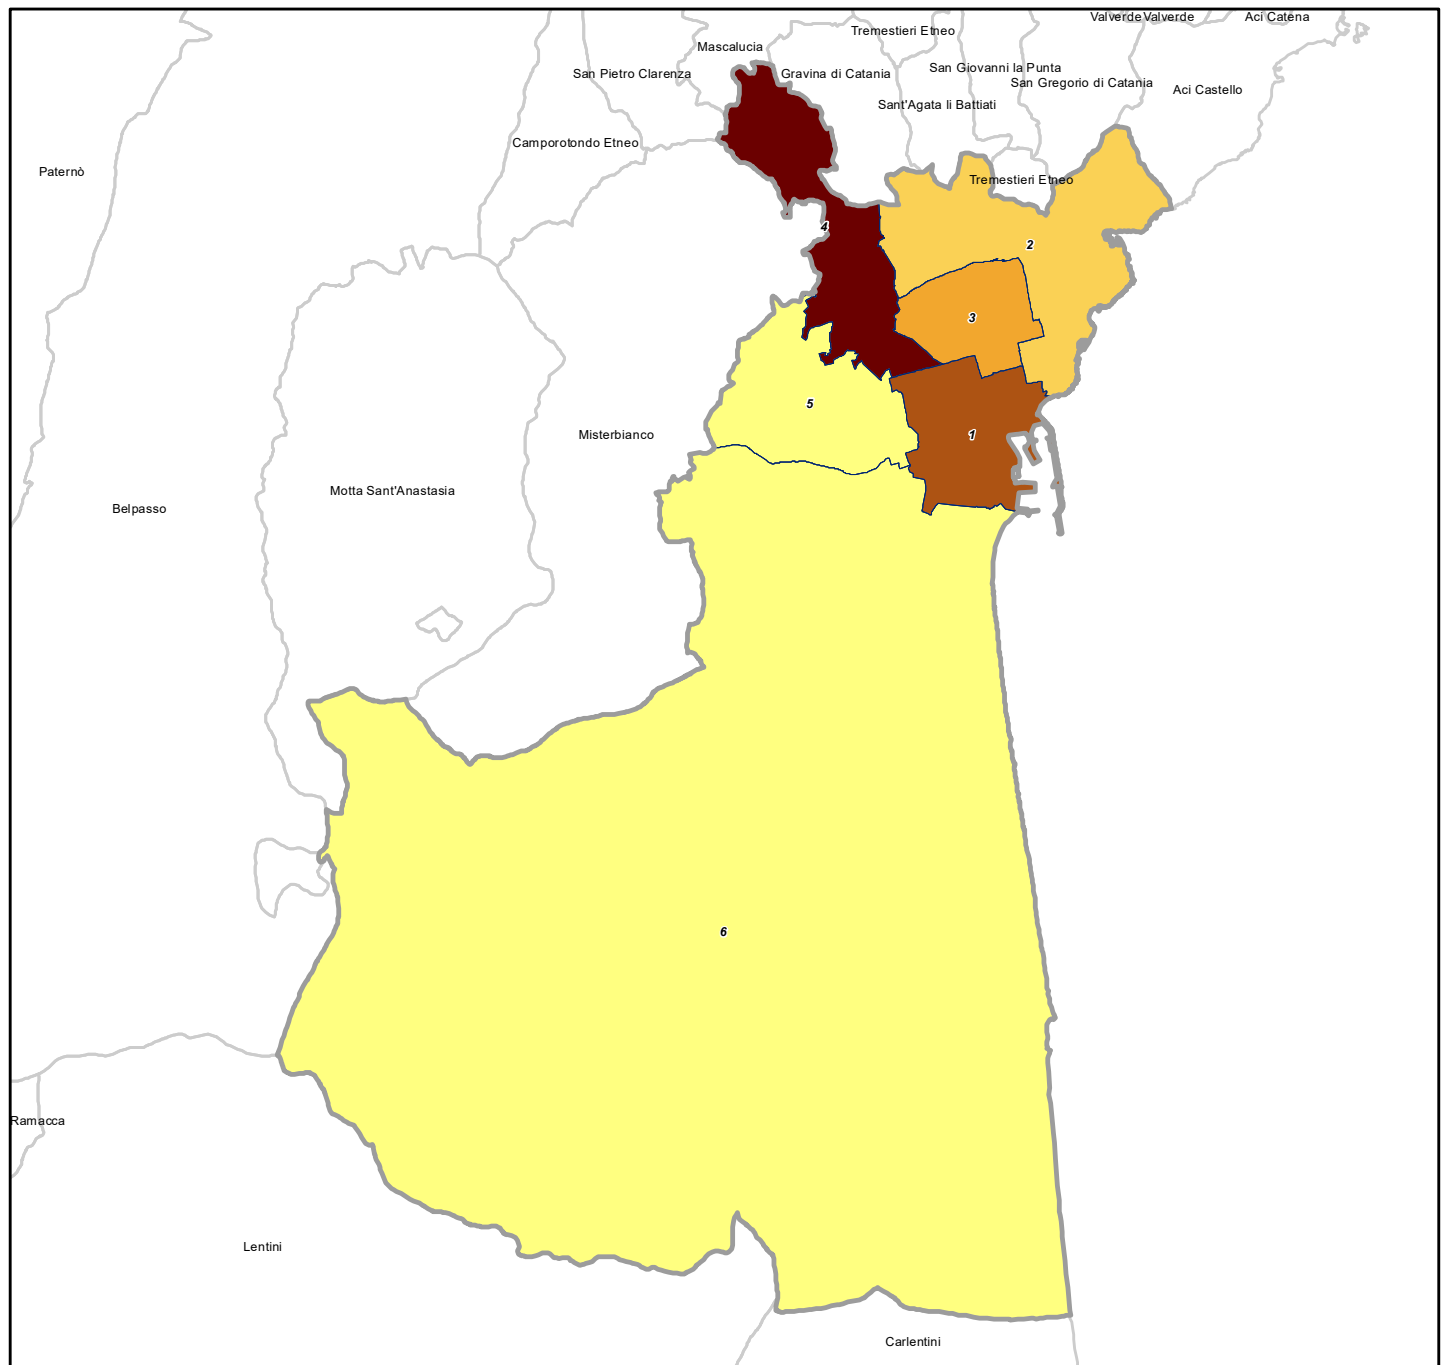 Valverde Valverde
Aci Catena
Tremestieri Etneo
Mascalucia
San Pietro Clarenza
Gravina di Catania
San Giovanni la Punta
San Gregorio di Catania
Aci Castello
Sant'Agata li Battiati
Camporotondo Etneo
Paternò
Tremestieri Etneo
4
2
3
5
1
Misterbianco
Motta Sant'Anastasia
Belpasso
6
Ramacca
Lentini
Carlentini